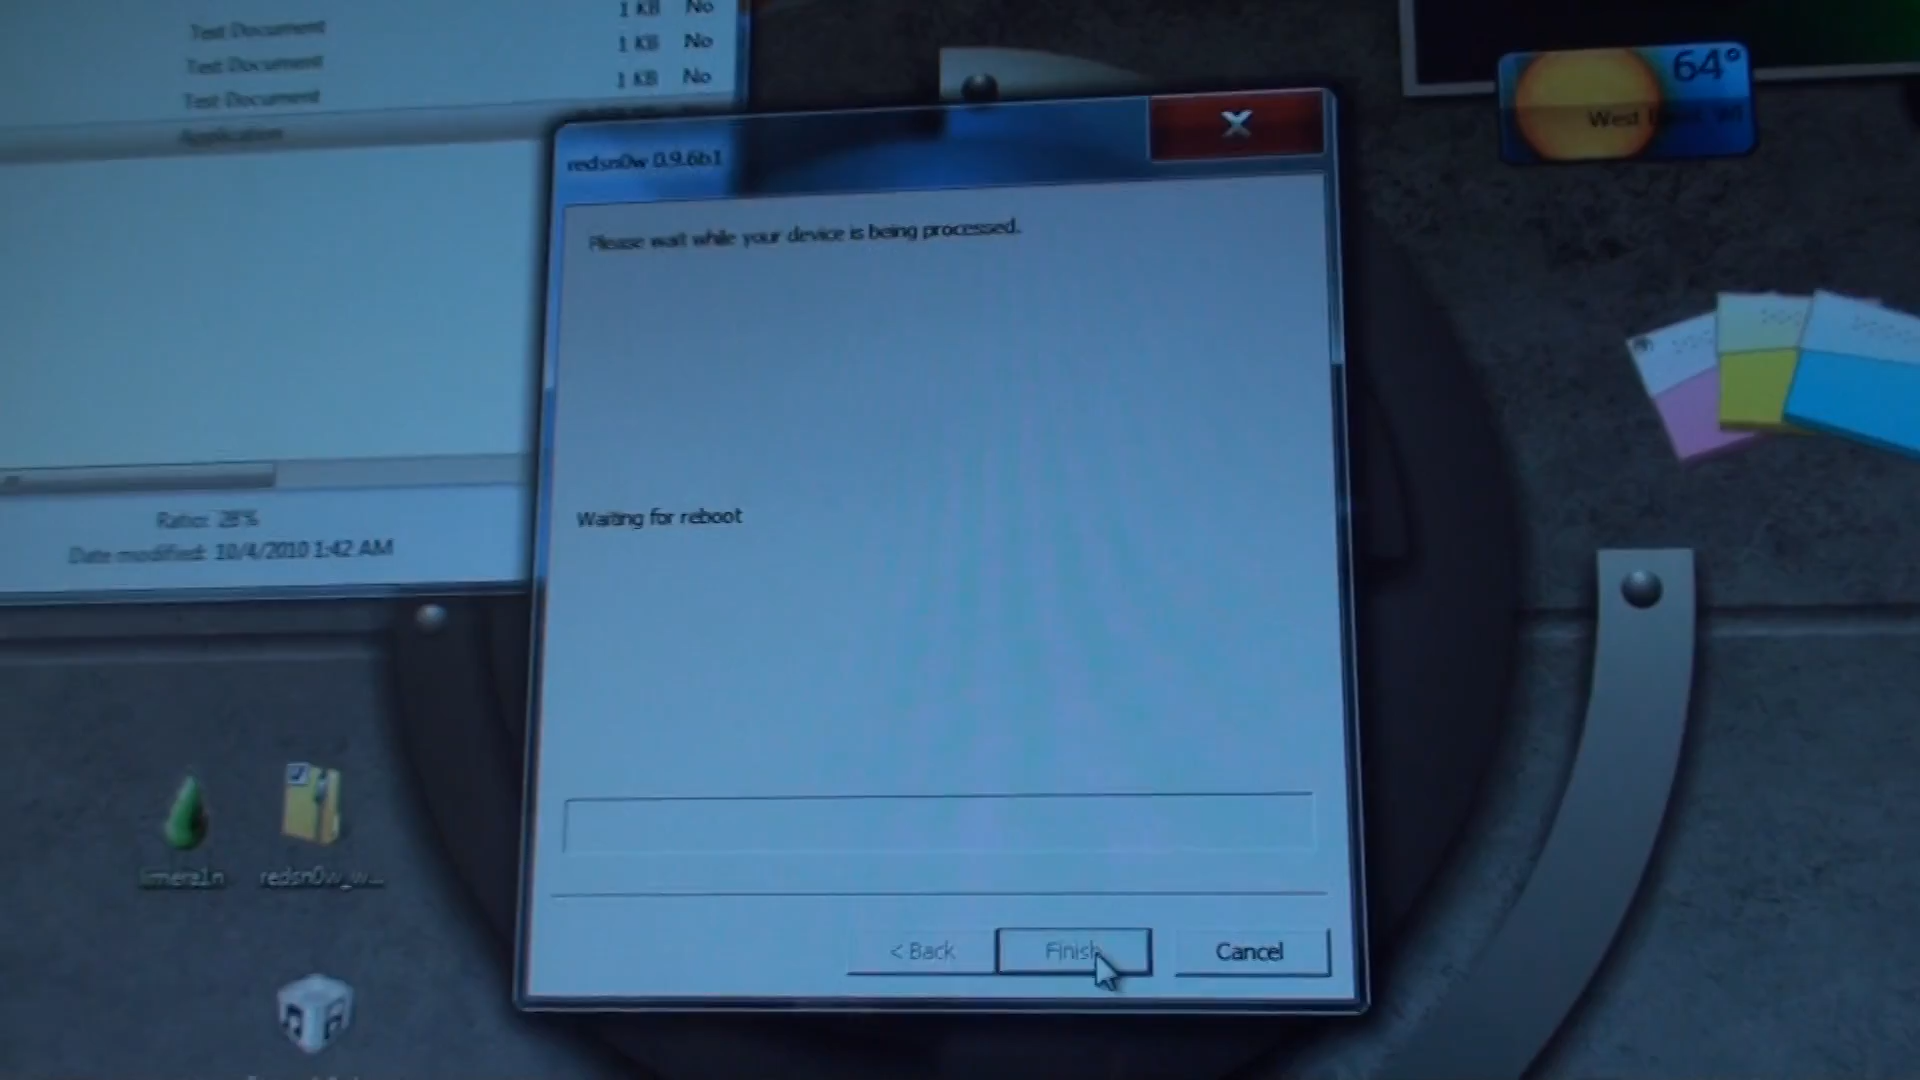 1 KB No
Test Document 1 KB No
Test Document 1 KB No
Test Document
Application
64°
West
redsn0w 0.9.6b1
Please wait while your device is being processed.
Waiting for reboot
Ratio: 28%
Date modified: 10/4/2010 1:42 AM
limera1n
redsn0w_w...
< Back
Finish
Cancel